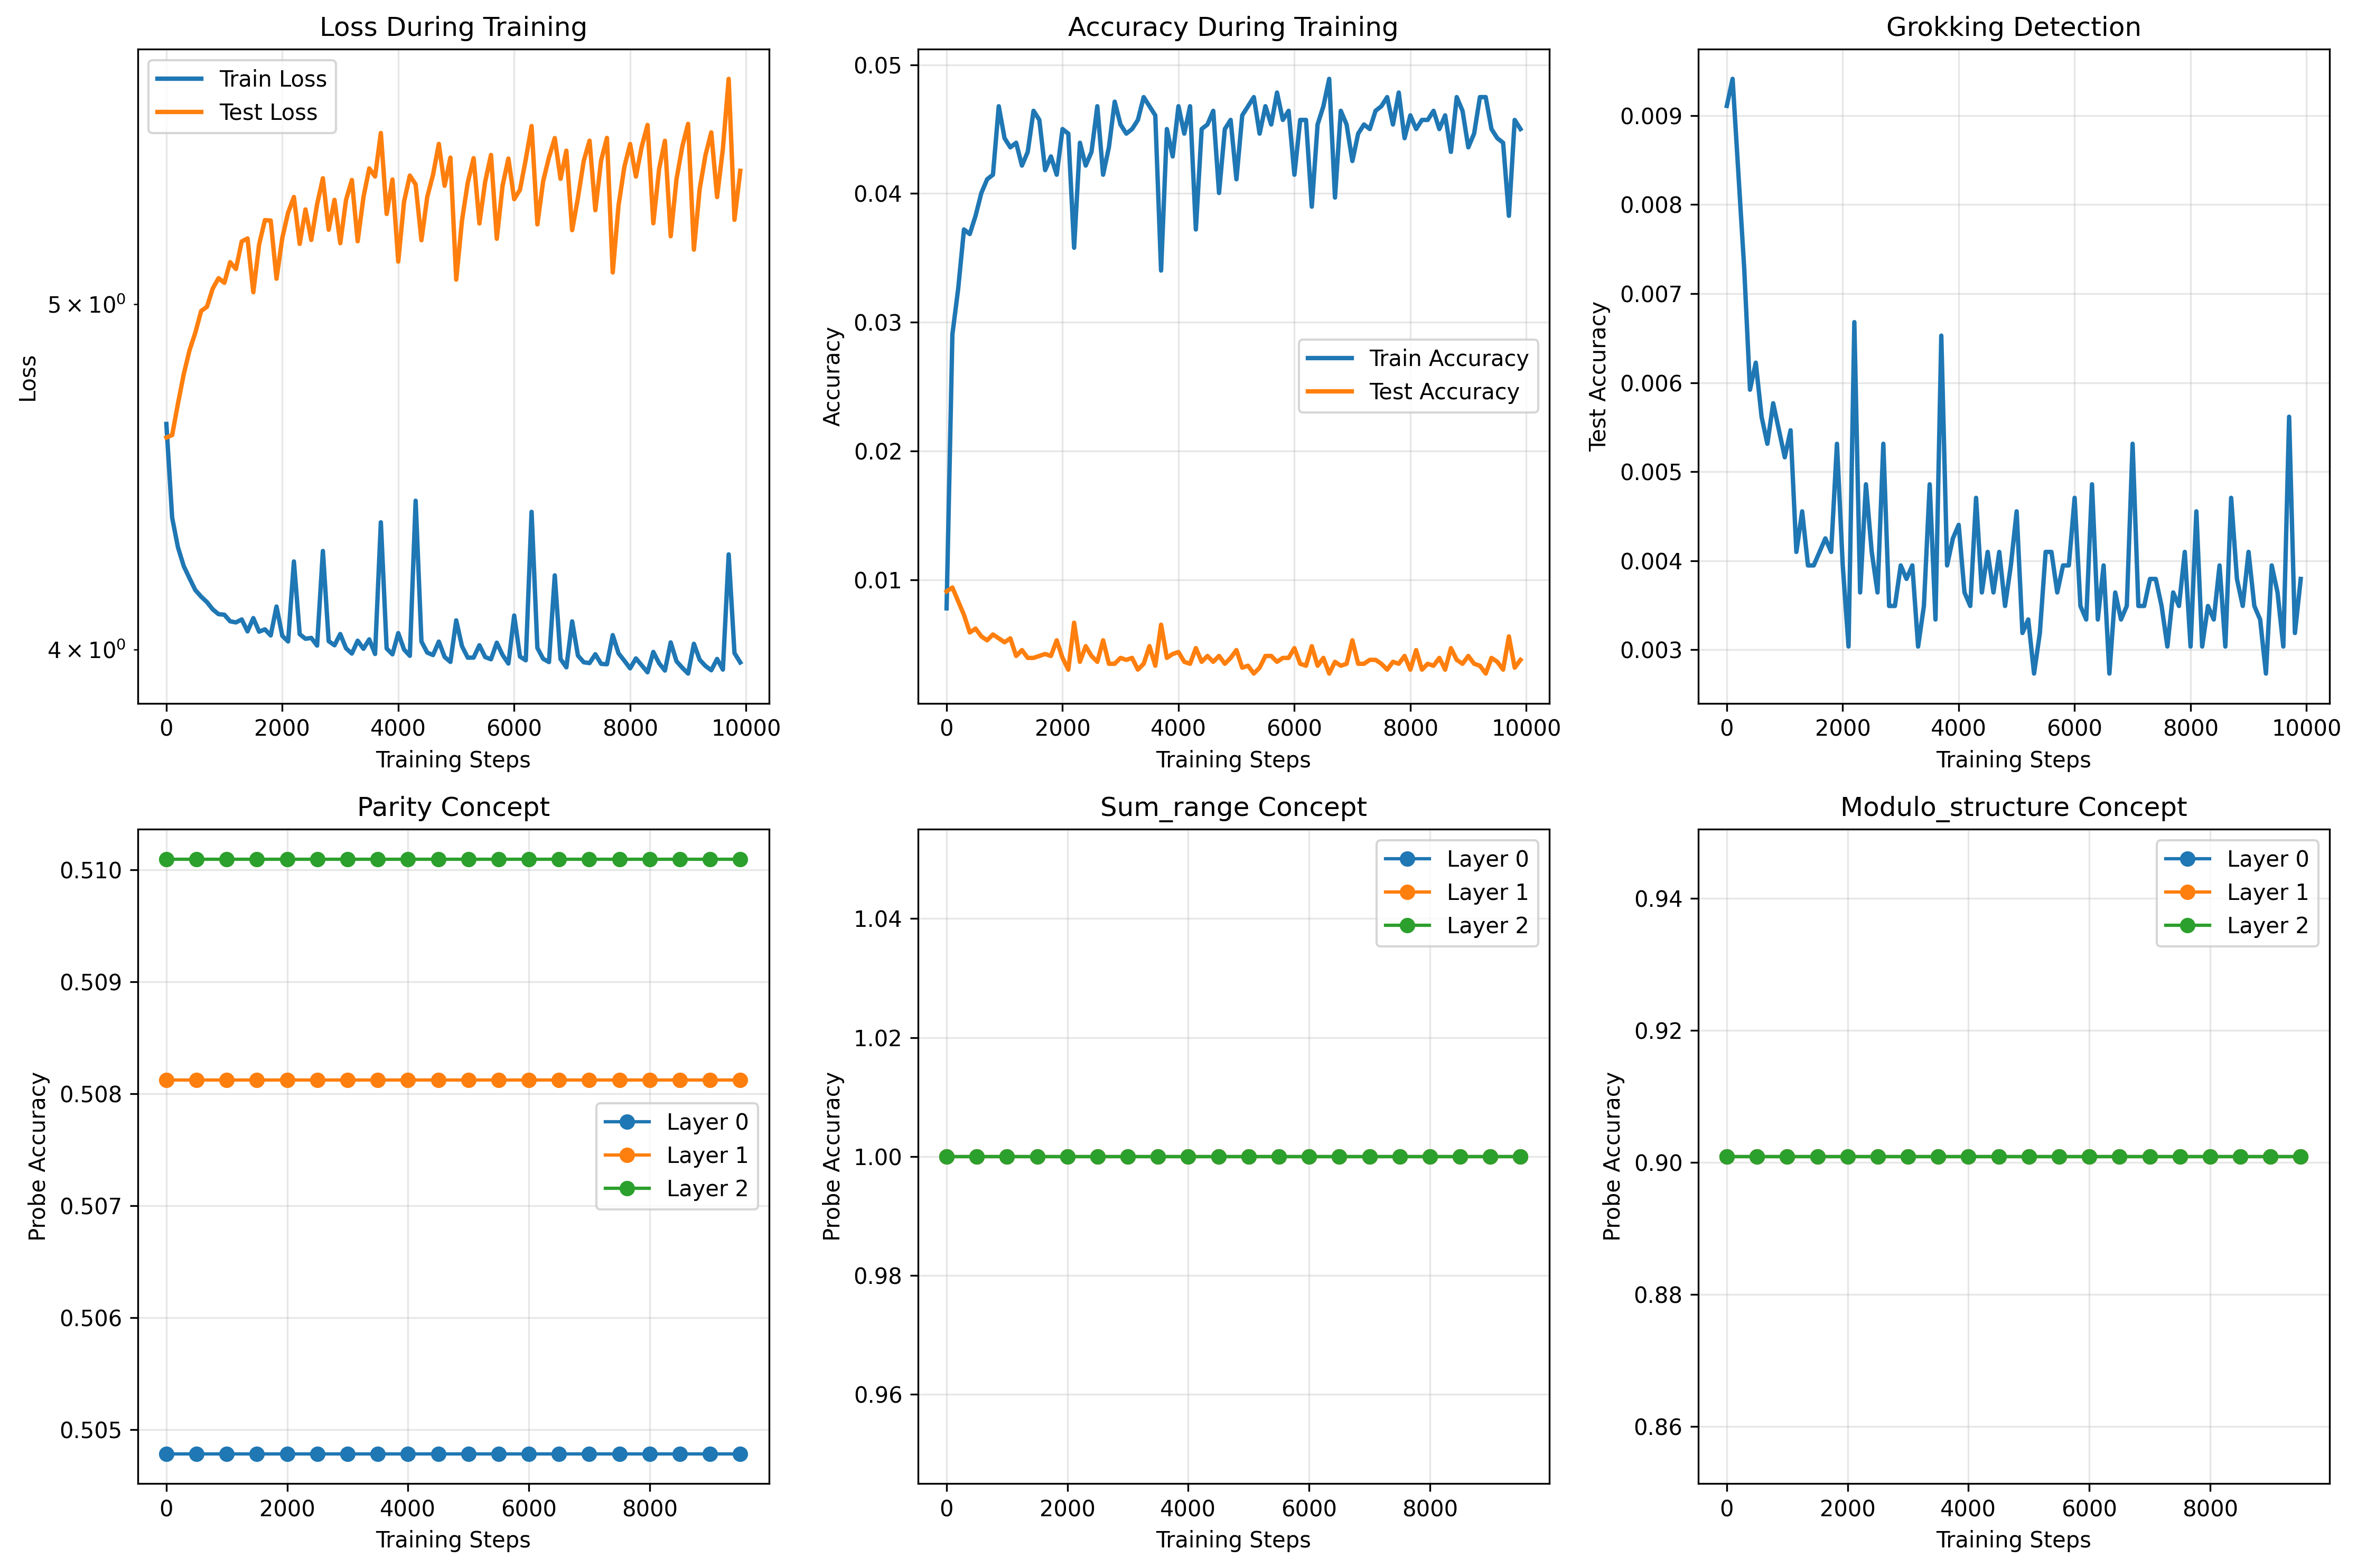 Loss During Training
Train Loss
Test Loss
5 × 10⁰
4 × 10⁰
Loss
0 2000 4000 6000 8000 10000
Training Steps
Accuracy During Training
0.05
0.04
0.03
0.02
0.01
Accuracy
Train Accuracy
Test Accuracy
0 2000 4000 6000 8000 10000
Training Steps
Grokking Detection
0.009
0.008
0.007
0.006
0.005
0.004
0.003
Test Accuracy
0 2000 4000 6000 8000 10000
Training Steps
Parity Concept
0.510
0.509
0.508
0.507
0.506
0.505
Probe Accuracy
Layer 0
Layer 1
Layer 2
0 2000 4000 6000 8000
Training Steps
Sum_range Concept
Layer 0
Layer 1
Layer 2
1.04
1.02
1.00
0.98
0.96
Probe Accuracy
0 2000 4000 6000 8000
Training Steps
Modulo_structure Concept
Layer 0
Layer 1
Layer 2
0.94
0.92
0.90
0.88
0.86
Probe Accuracy
0 2000 4000 6000 8000
Training Steps